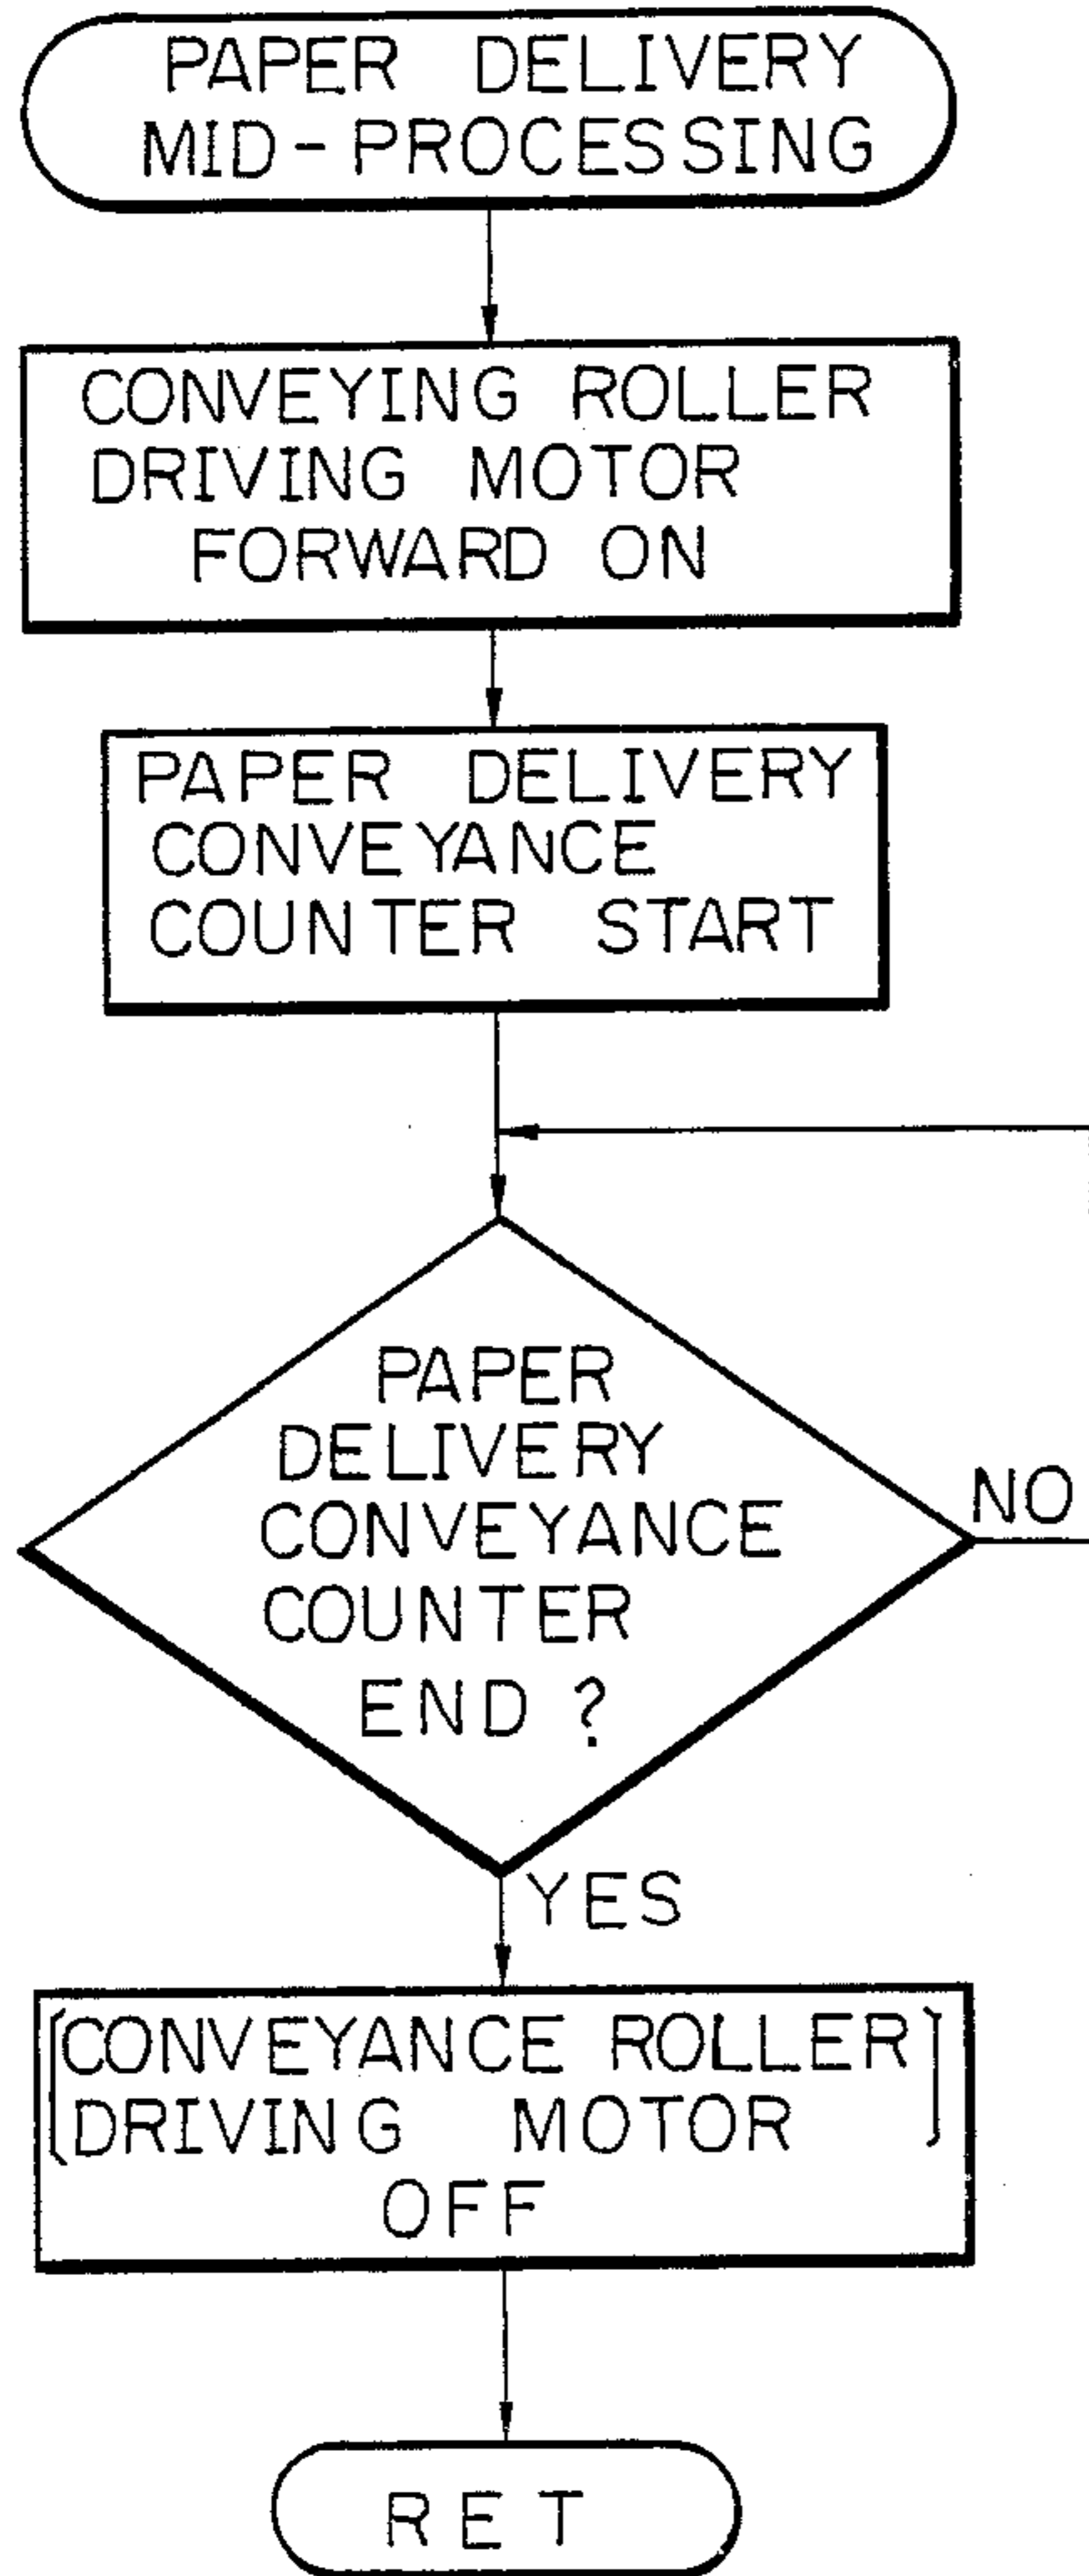 PAPER DELIVERY
MID-PROCESSING
CONVEYING ROLLER
DRIVING MOTOR
FORWARD ON
PAPER DELIVERY
CONVEYANCE
COUNTER START
PAPER
DELIVERY
CONVEYANCE
COUNTER
END ?
NO
YES
[CONVEYANCE ROLLER]
[DRIVING MOTOR]
OFF
RET